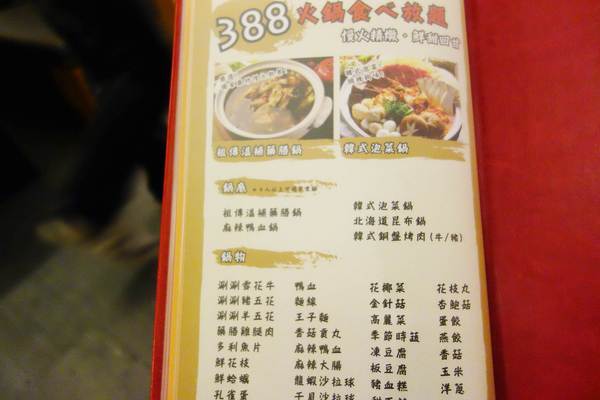 388火鍋食べ放題
慢火精燉·鮮甜回甘
祖傳溫補藥膳鍋
韓式泡菜鍋
鍋底
祖傳溫補藥膳鍋
麻辣鴨血鍋
韓式泡菜鍋
北海道昆布鍋
韓式銅盤烤肉(牛/豬)
鍋物
涮涮雪花牛
涮涮豬五花
涮涮羊五花
藥膳雞腿肉
多利魚片
鮮花枝
鮮蛤蠣
孔雀蛋
鴨血
麵線
王子麵
香菇貢丸
麻辣鴨血
麻辣大腸
龍蝦沙拉球
干貝沙拉球
花椰菜
金針菇
高麗菜
季節時蔬
凍豆腐
板豆腐
豬血糕
花枝丸
杏鮑菇
蛋餃
燕餃
香菇
玉米
洋蔥